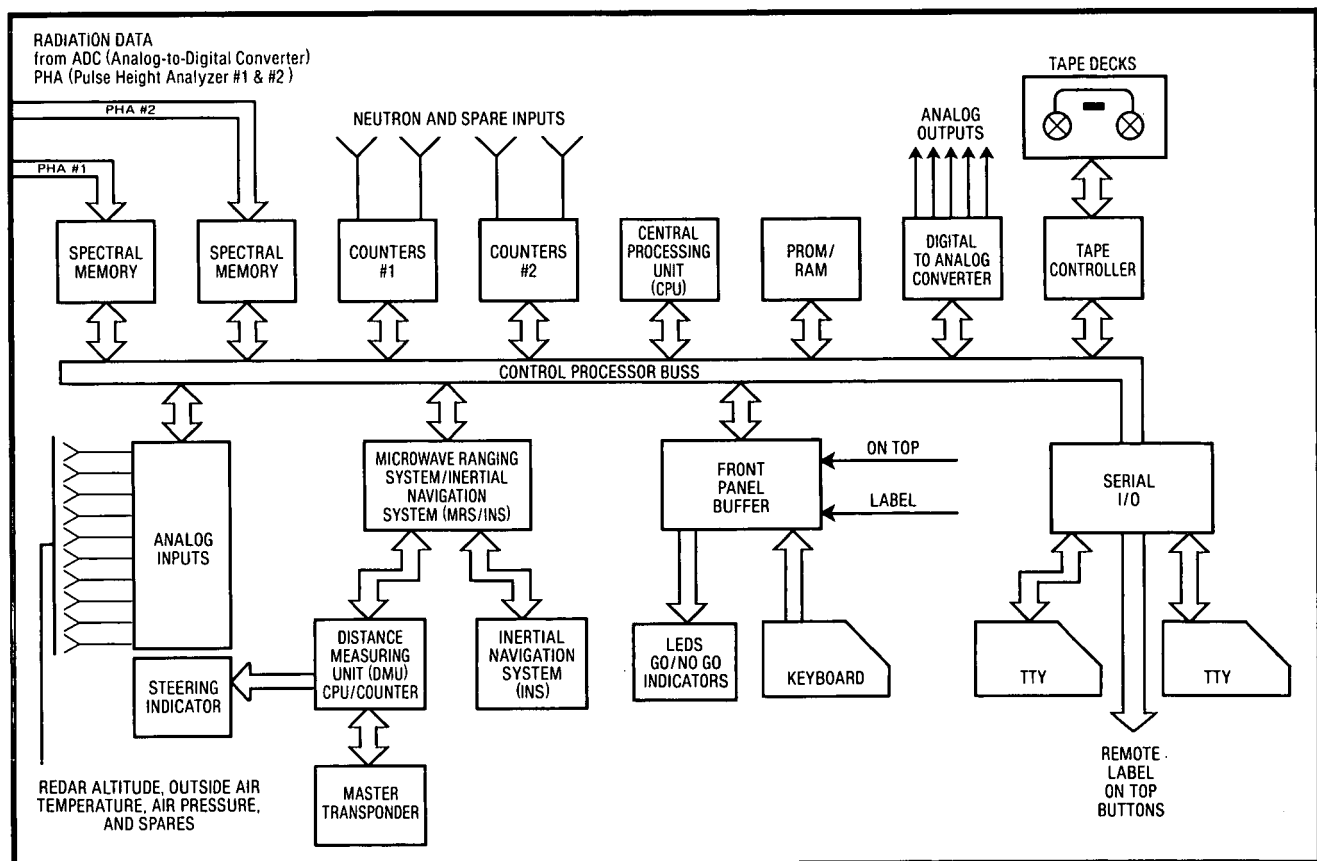 RADIATION DATA
from ADC (Analog-to-Digital Converter)
PHA (Pulse Height Analyzer #1 & #2 )
PHA #2
PHA #1
NEUTRON AND SPARE INPUTS
ANALOG
OUTPUTS
TAPE DECKS
SPECTRAL
MEMORY
SPECTRAL
MEMORY
COUNTERS
#1
COUNTERS
#2
CENTRAL
PROCESSING
UNIT
(CPU)
PROM/
RAM
DIGITAL
TO ANALOG
CONVERTER
TAPE
CONTROLLER
CONTROL PROCESSOR BUSS
ANALOG
INPUTS
MICROWAVE RANGING
SYSTEM/INERTIAL
NAVIGATION
SYSTEM (MRS/INS)
FRONT
PANEL
BUFFER
ON TOP
LABEL
SERIAL
I/O
STEERING
INDICATOR
DISTANCE
MEASURING
UNIT (DMU)
CPU/COUNTER
INERTIAL
NAVIGATION
SYSTEM
(INS)
LEDS
GO/NO GO
INDICATORS
KEYBOARD
TTY
TTY
REDAR ALTITUDE, OUTSIDE AIR
TEMPERATURE, AIR PRESSURE,
AND SPARES
MASTER
TRANSPONDER
REMOTE
LABEL
ON TOP
BUTTONS